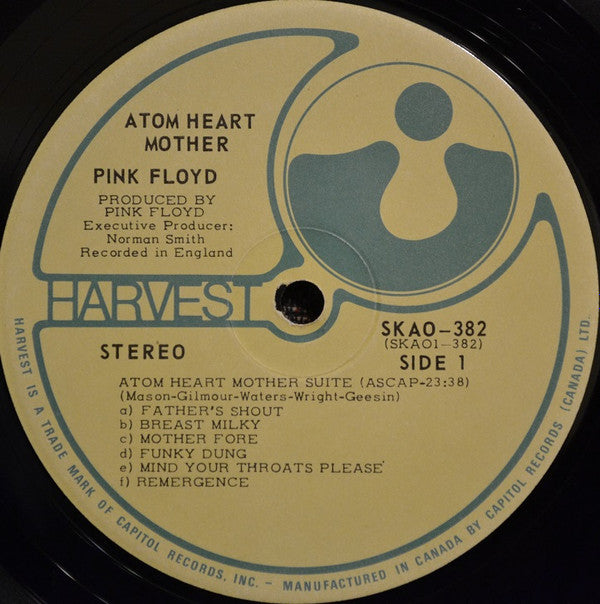 ATOM HEART
MOTHER
PINK FLOYD
PRODUCED BY
PINK FLOYD
Executive Producer:
Norman Smith
Recorded in England
HARVEST
STEREO
SKAO-382
(SKAO1-382)
SIDE 1
ATOM HEART MOTHER SUITE (ASCAP-23:38)
(Mason-Gilmour-Waters-Wright-Geesin)
a) FATHER'S SHOUT
b) BREAST MILKY
c) MOTHER FORE
d) FUNKY DUNG
e) MIND YOUR THROATS PLEASE
f) REMERGENCE
HARVEST IS A TRADE MARK OF CAPITOL RECORDS, INC. – MANUFACTURED IN CANADA BY CAPITOL RECORDS (CANADA) LTD.